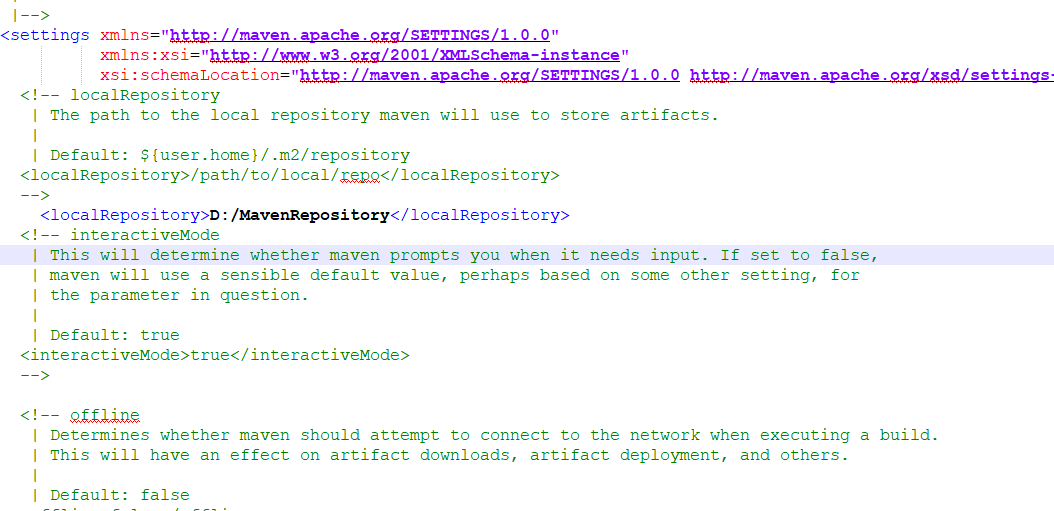 |
|-->
<settings xmlns="http://maven.apache.org/SETTINGS/1.0.0"
xmlns:xsi="http://www.w3.org/2001/XMLSchema-instance"
xsi:schemaLocation="http://maven.apache.org/SETTINGS/1.0.0 http://maven.apache.org/xsd/settings-
<!-- localRepository
| The path to the local repository maven will use to store artifacts.
|
| Default: ${user.home}/.m2/repository
<localRepository>/path/to/local/repo</localRepository>
-->
<localRepository>D:/MavenRepository</localRepository>
<!-- interactiveMode
| This will determine whether maven prompts you when it needs input. If set to false,
| maven will use a sensible default value, perhaps based on some other setting, for
| the parameter in question.
|
| Default: true
<interactiveMode>true</interactiveMode>
-->
<!-- offline
| Determines whether maven should attempt to connect to the network when executing a build.
| This will have an effect on artifact downloads, artifact deployment, and others.
|
| Default: false